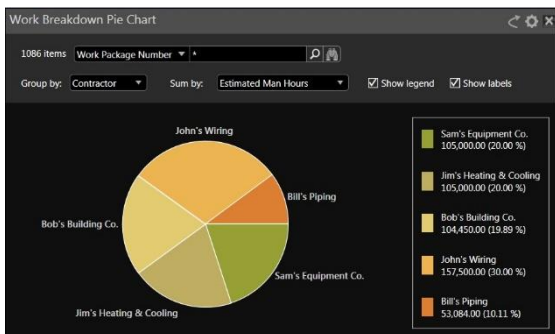 Work Breakdown Pie Chart
1086 items Work Package Number *
Group by: Contractor Sum by: Estimated Man Hours Show legend Show labels
John's Wiring
Bill's Piping
Bob's Building Co.
Sam's Equipment Co.
Jim's Heating & Cooling
Sam's Equipment Co.
105,000.00 (20.00 %)
Jim's Heating & Cooling
105,000.00 (20.00 %)
Bob's Building Co.
104,450.00 (19.89 %)
John's Wiring
157,500.00 (30.00 %)
Bill's Piping
53,084.00 (10.11 %)